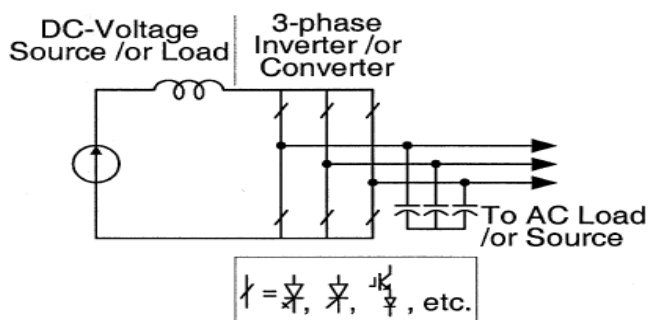 DC-Voltage
Source /or Load
3-phase
Inverter /or
Converter
To AC Load
/or Source
= , , , etc.